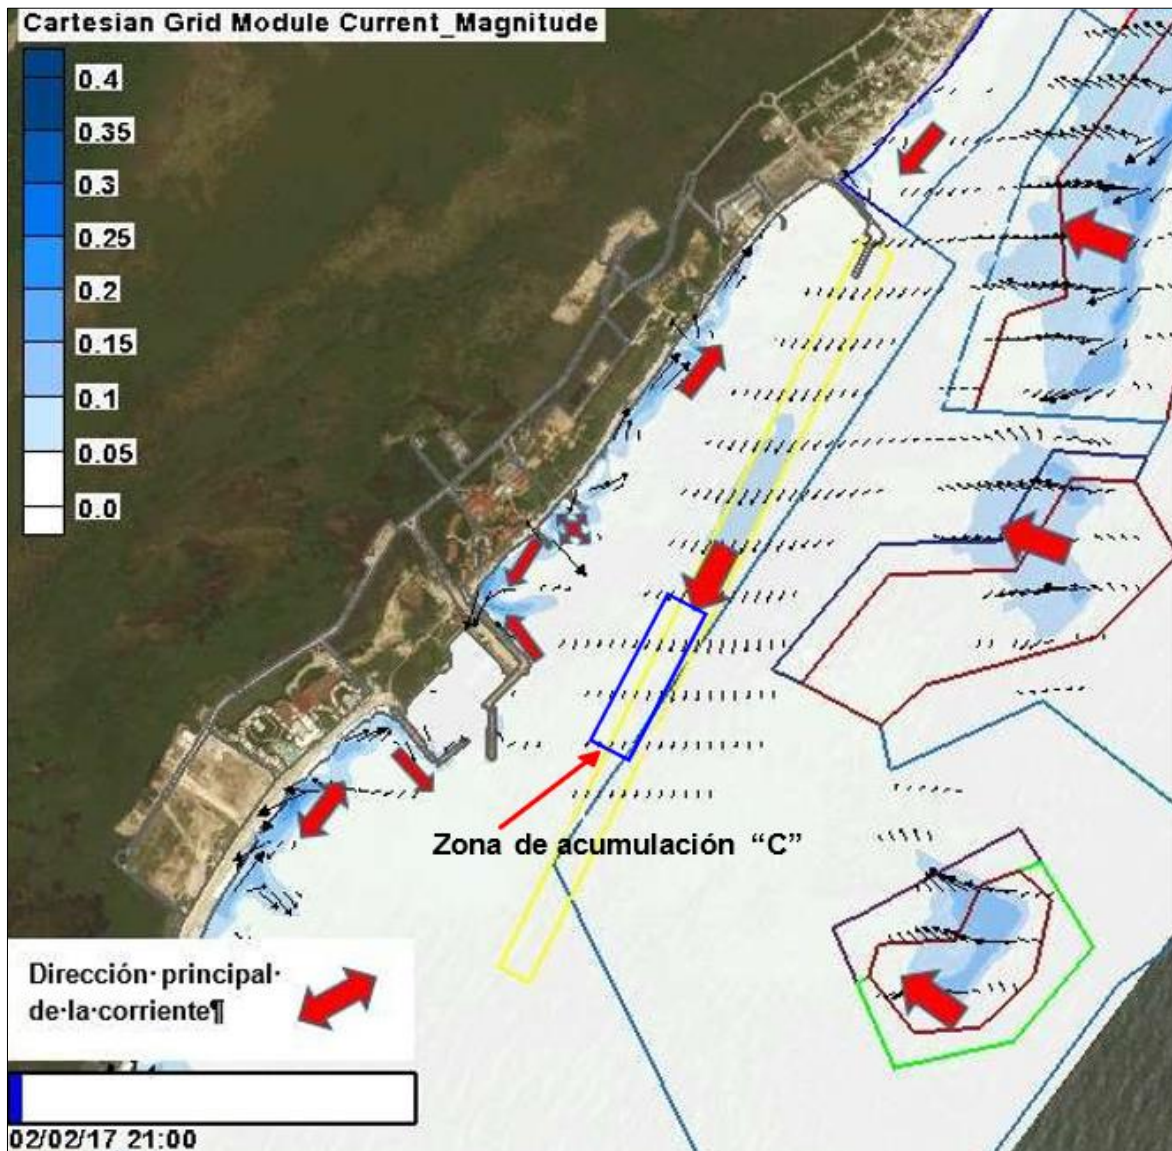 Cartesian Grid Module Current_Magnitude
0.4
0.35
0.3
0.25
0.2
0.15
0.1
0.05
0.0
Zona de acumulación “C”
Dirección·principal·
de·la·corriente¶
02/02/17 21:00